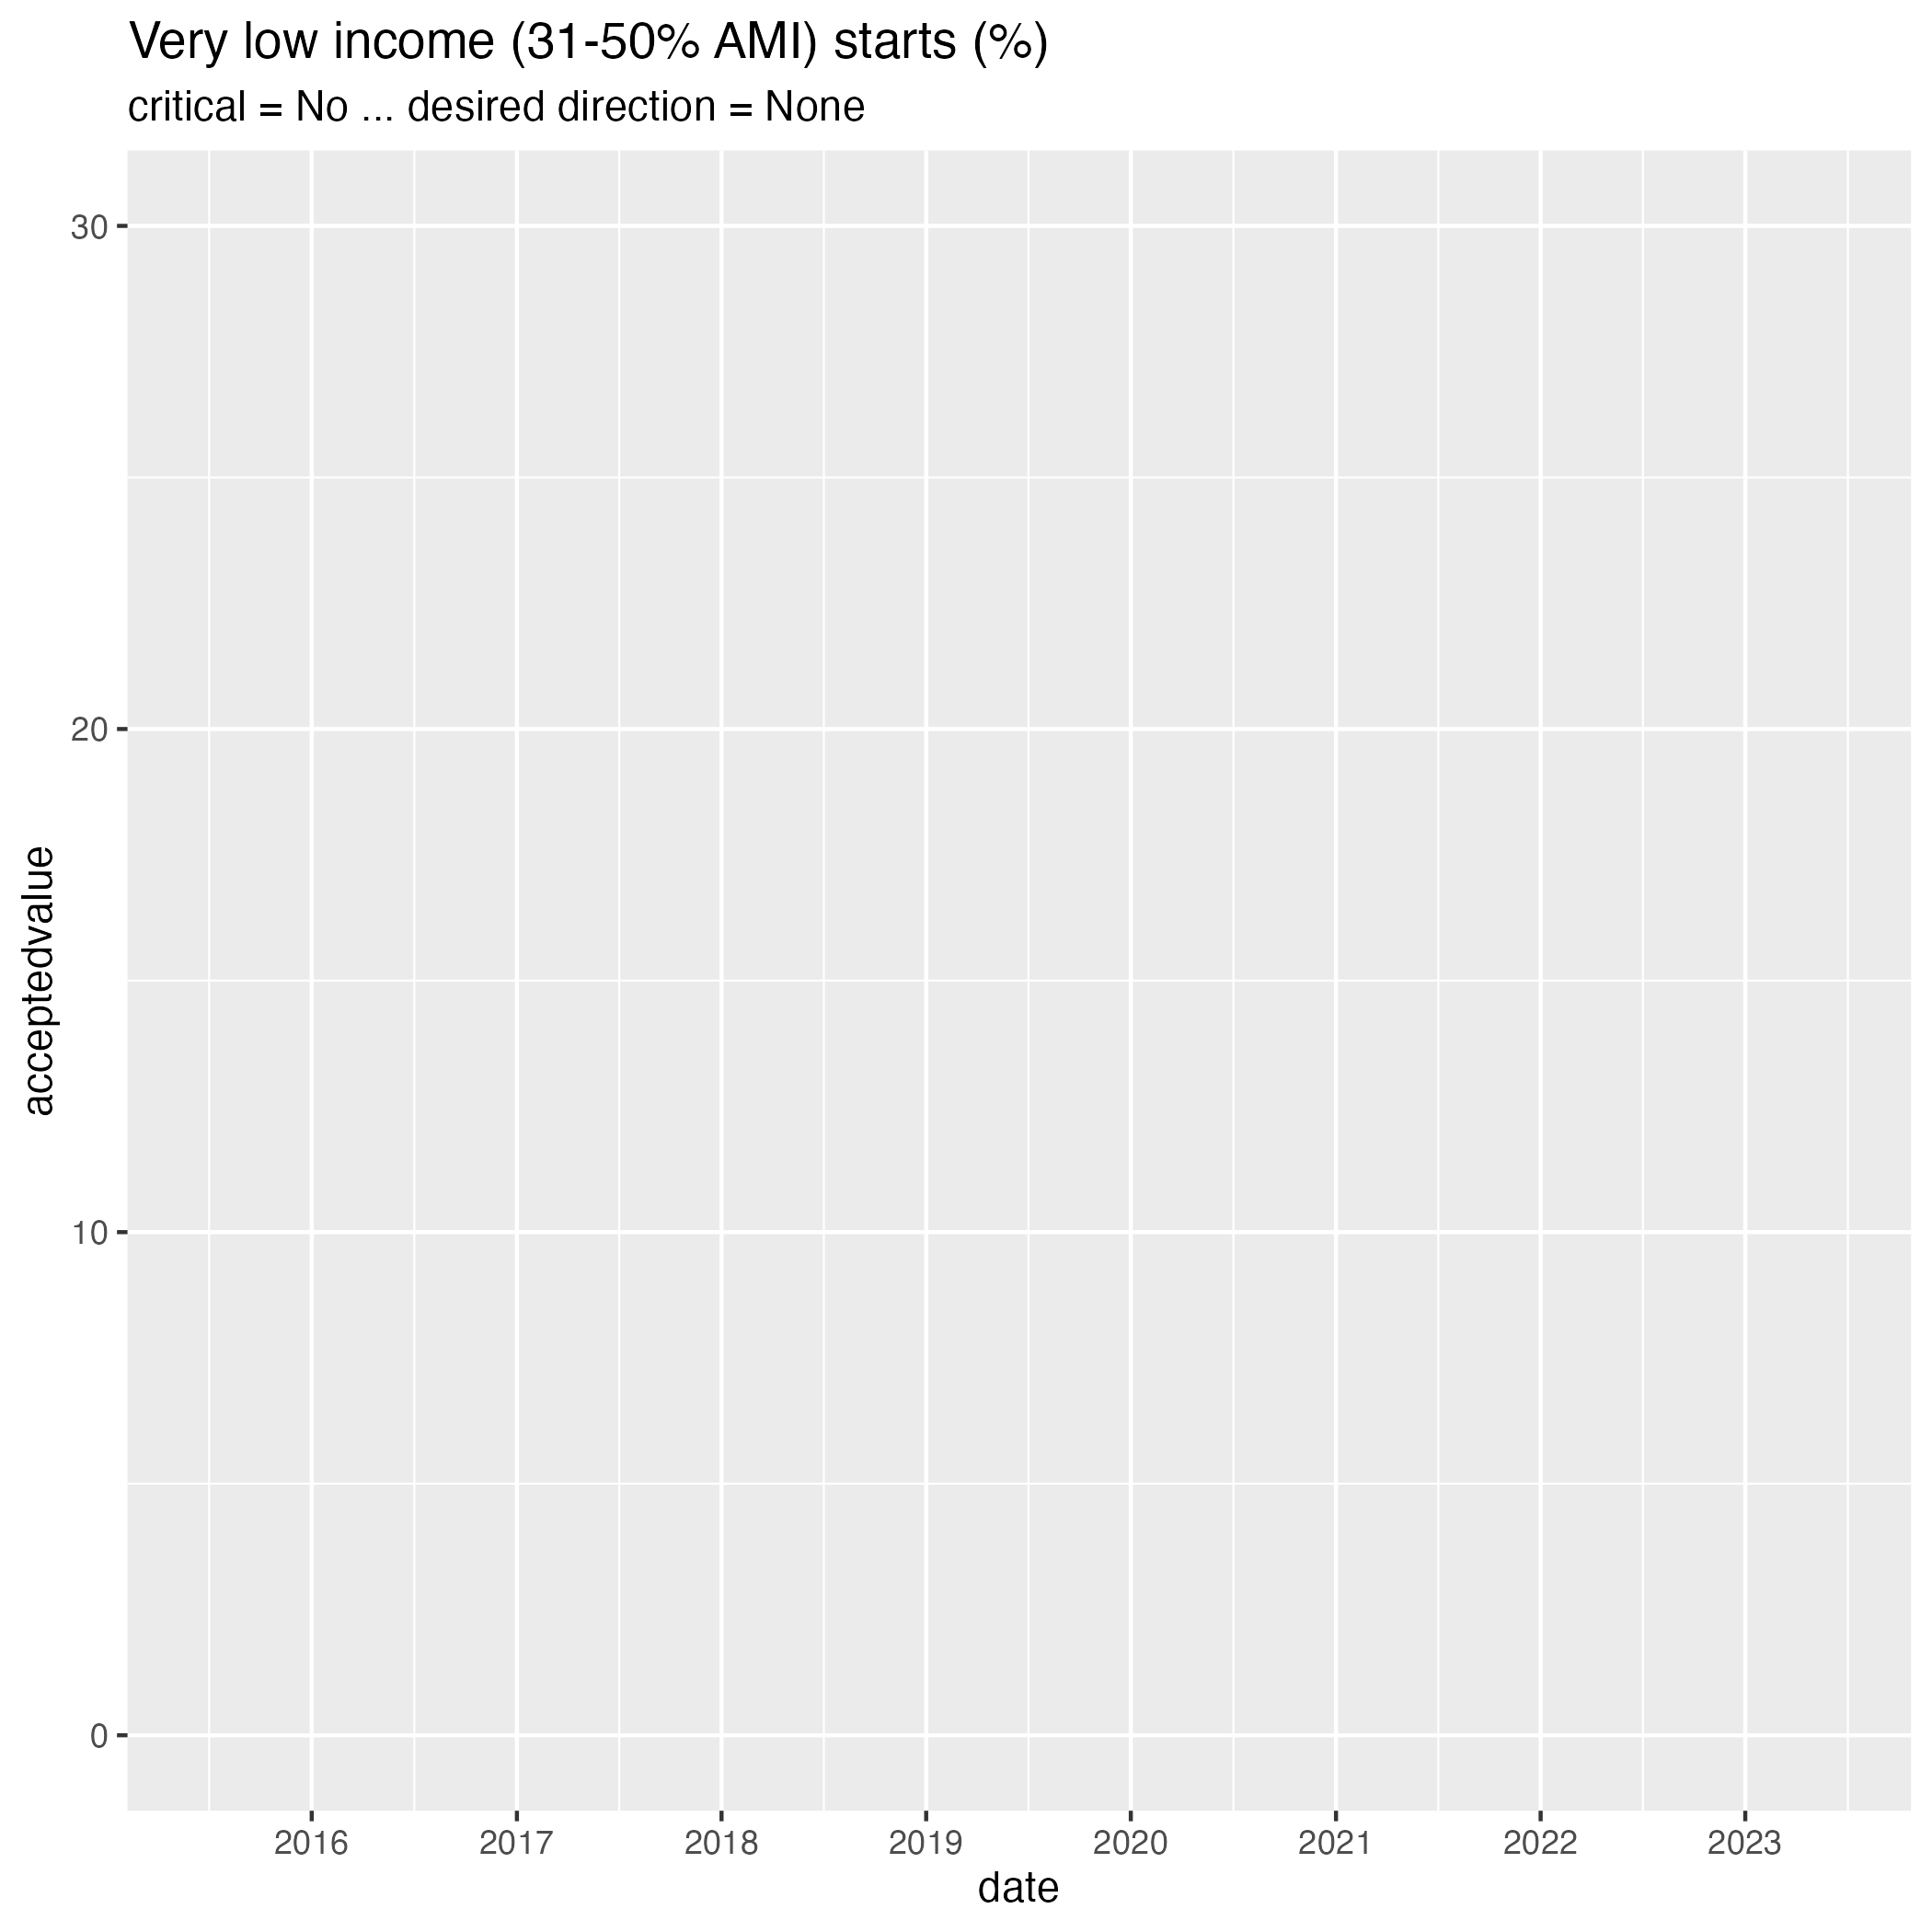 Very low income (31-50% AMI) starts (%)
critical = No ... desired direction = None
30
20
10
0
acceptedvalue
2016 2017 2018 2019 2020 2021 2022 2023
date